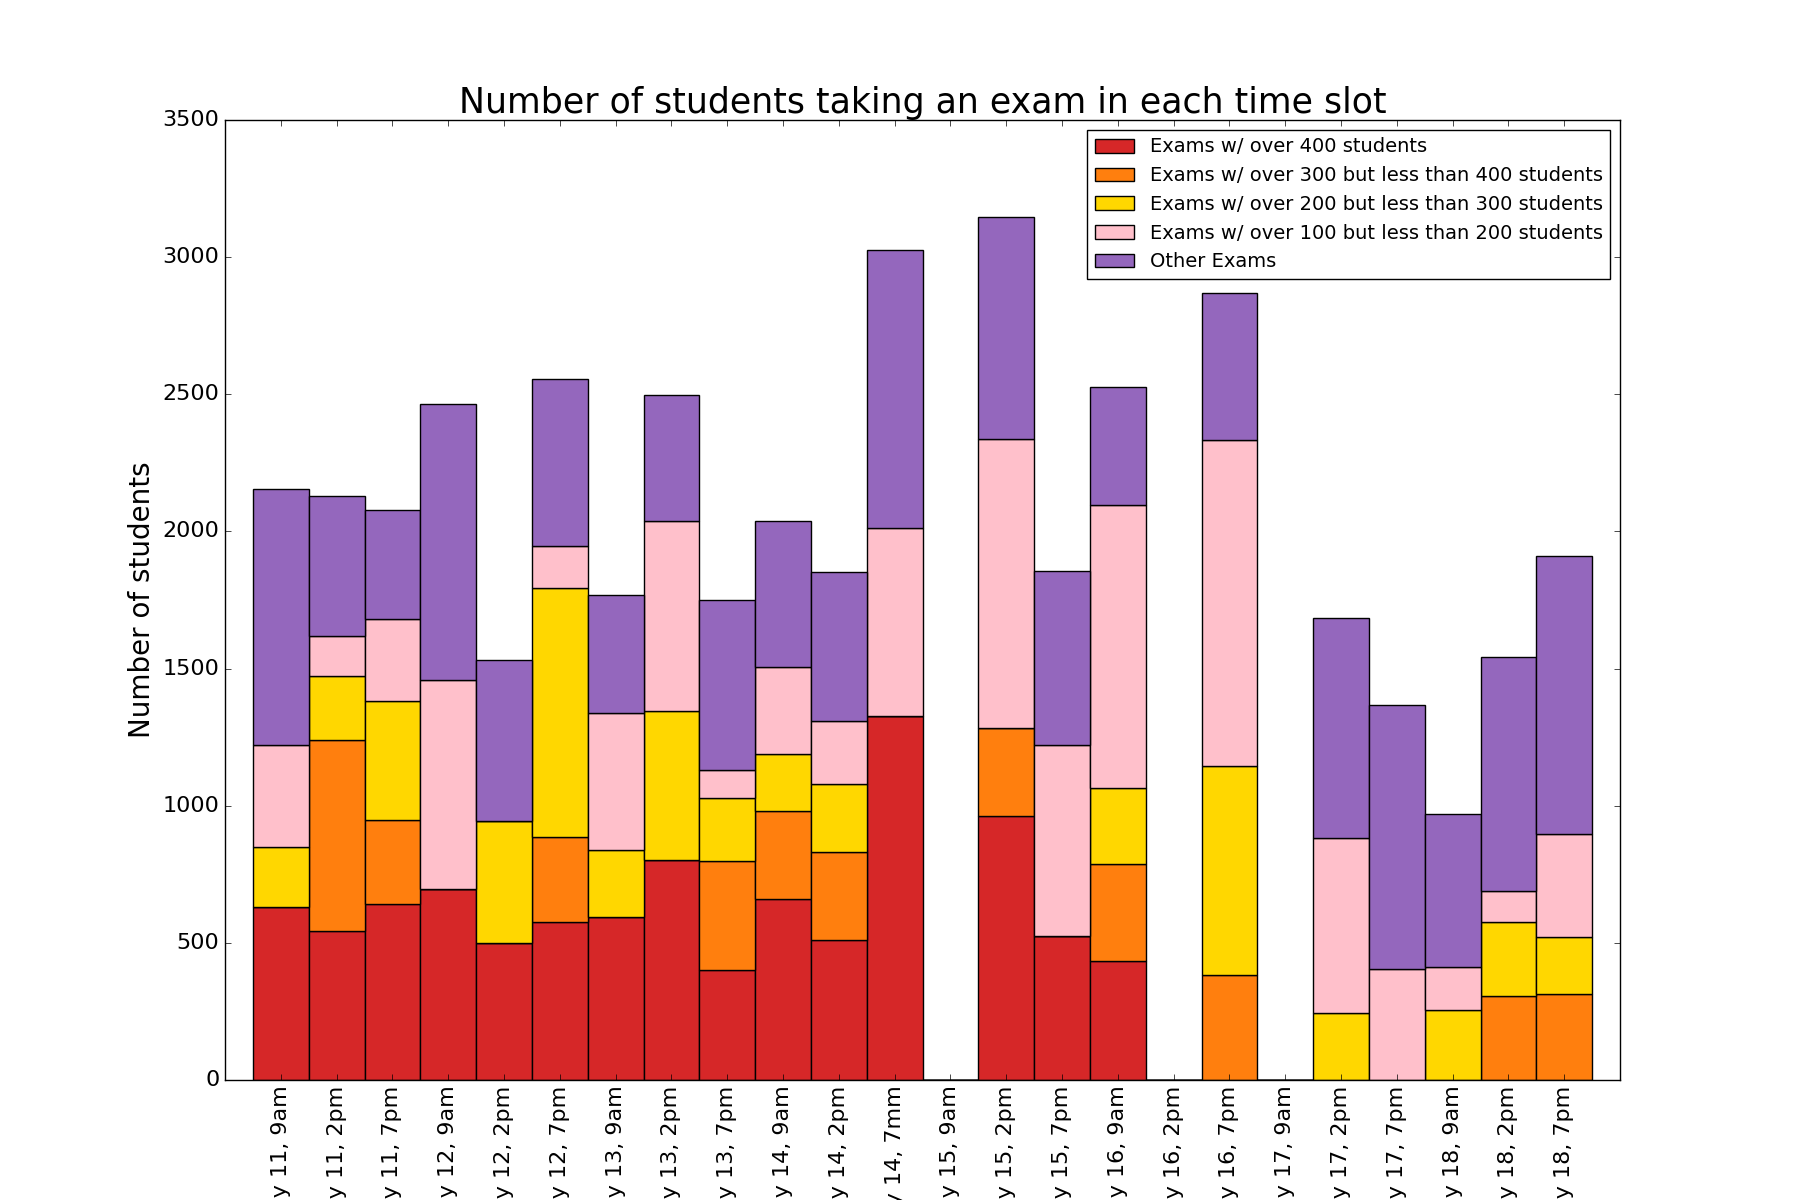 Number of students taking an exam in each time slot
Exams w/ over 400 students
Exams w/ over 300 but less than 400 students
Exams w/ over 200 but less than 300 students
Exams w/ over 100 but less than 200 students
Other Exams
Number of students
3500
3000
2500
2000
1500
1000
500
0
y 11, 9am
y 11, 2pm
y 11, 7pm
y 12, 9am
y 12, 2pm
y 12, 7pm
y 13, 9am
y 13, 2pm
y 13, 7pm
y 14, 9am
y 14, 2pm
y 14, 7mm
y 15, 9am
y 15, 2pm
y 15, 7pm
y 16, 9am
y 16, 2pm
y 16, 7pm
y 17, 9am
y 17, 2pm
y 17, 7pm
y 18, 9am
y 18, 2pm
y 18, 7pm